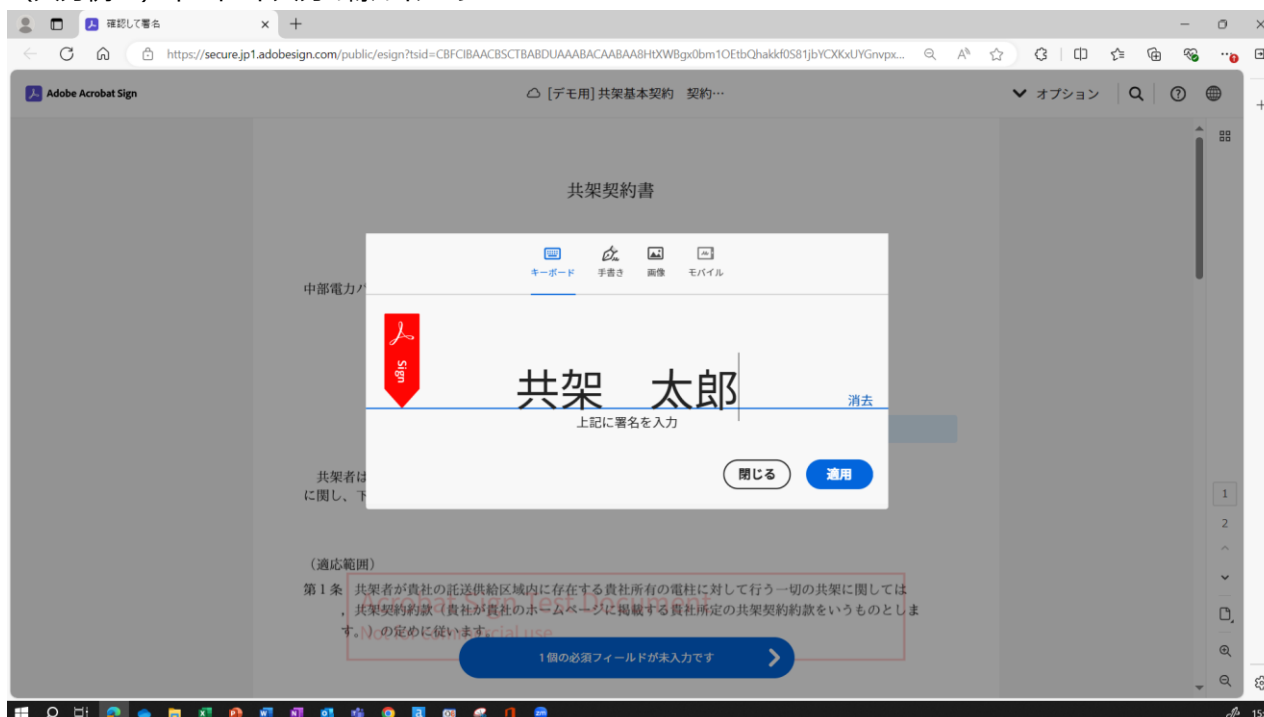 確認して署名
https://secure.jp1.adobesign.com/public/esign?tsid=CBFCIBAACBSCTBABDUAAABACAABAA8HtXWBgx0bm1OEtbQhakkf0S81jbYCXKxUYGnvpx...
Adobe Acrobat Sign
[デモ用] 共架基本契約 契約…
オプション
共架契約書
キーボード 手書き 画像 モバイル
中部電力パ
Sign
共架 太郎
消去
上記に署名を入力
閉じる 適用
共架者は
に関し、下
1
2
(適応範囲)
第1条 共架者が貴社の託送供給区域内に存在する貴社所有の電柱に対して行う一切の共架に関しては
、共架契約約款(貴社が貴社のホームページに掲載する貴社所定の共架契約約款をいうものとしま
す。)の定めに従います。
Acrobat Sign Test Document
Not for commercial use
1 個の必須フィールドが未入力です